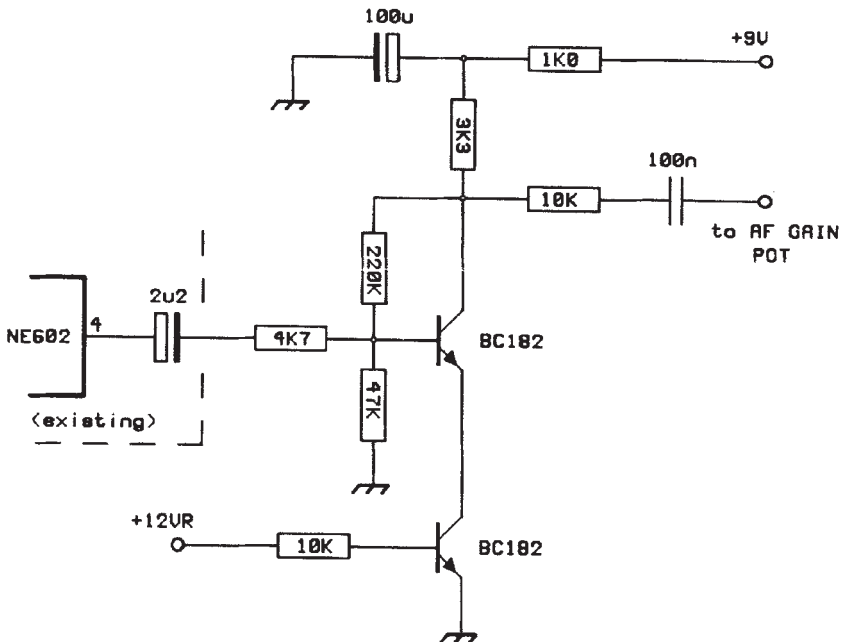 100u
+9V
1K0
3K3
100n
10K
to AF GAIN
POT
220K
2u2
NE602
4
4K7
BC182
47K
(existing)
+12VR
10K
BC182